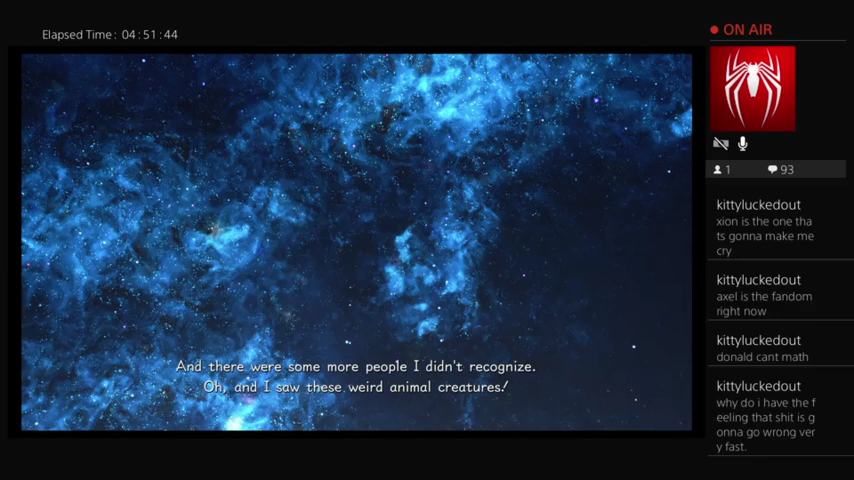 Elapsed Time: 04:51:44
ON AIR
1
93
kittyluckedout
xion is the one tha
ts gonna make me
cry
kittyluckedout
axel is the fandom
right now
kittyluckedout
donald cant math
kittyluckedout
why do i have the f
eeling that shit is g
onna go wrong ver
y fast.
And there were some more people I didn't recognize.
Oh, and I saw these weird animal creatures!